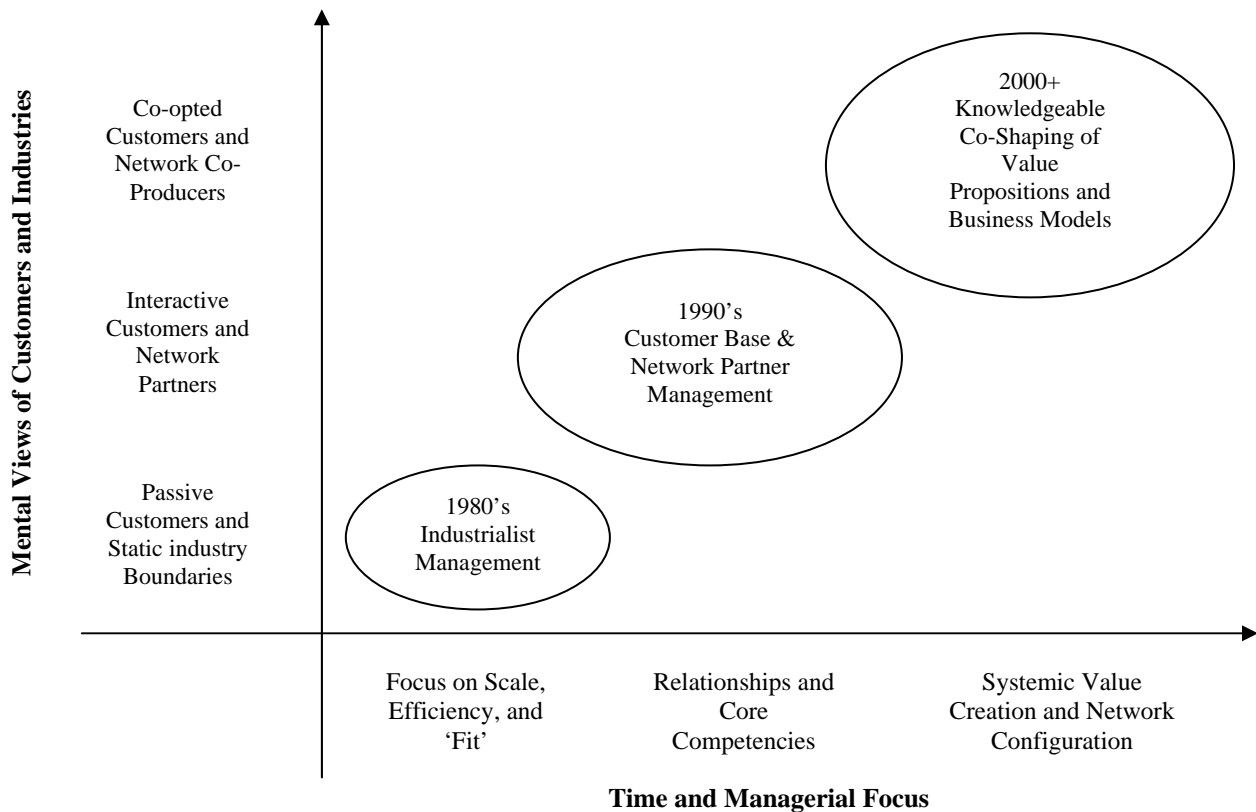 Mental Views of Customers and Industries
Co-opted
Customers and
Network Co-
Producers
Interactive
Customers and
Network
Partners
Passive
Customers and
Static industry
Boundaries
2000+
Knowledgeable
Co-Shaping of
Value
Propositions and
Business Models
1990’s
Customer Base &
Network Partner
Management
1980’s
Industrialist
Management
Focus on Scale,
Efficiency, and
‘Fit’
Relationships and
Core
Competencies
Systemic Value
Creation and Network
Configuration
Time and Managerial Focus